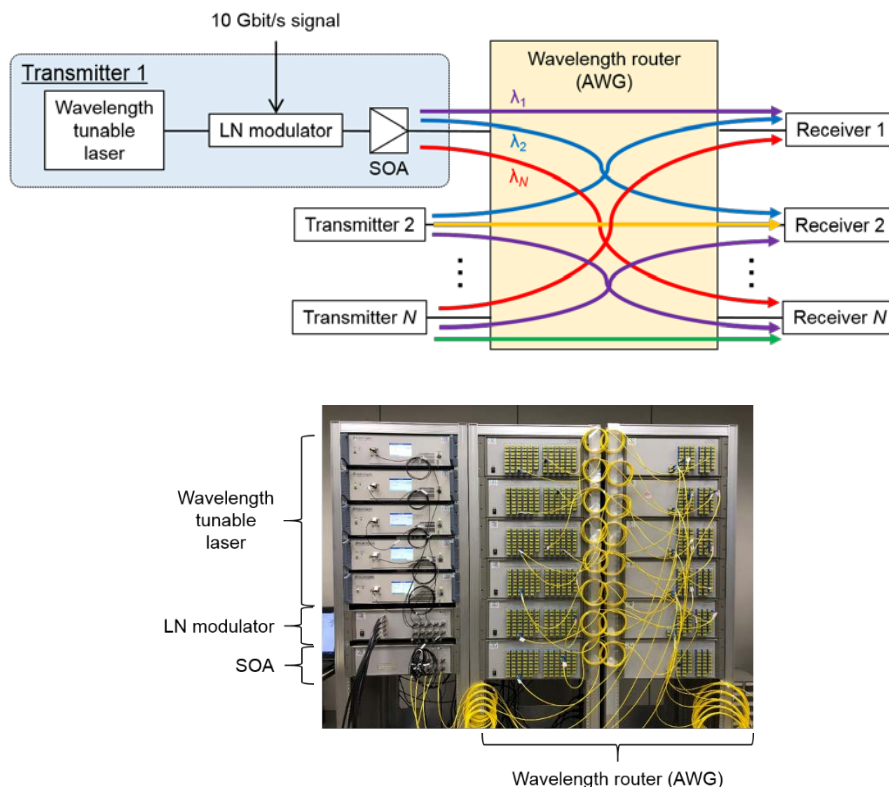 10 Gbit/s signal
Transmitter 1
Wavelength
tunable
laser
LN modulator
SOA
Wavelength router
(AWG)
λ1
λ2
λN
Receiver 1
Transmitter 2
Receiver 2
Transmitter N
Receiver N
Wavelength
tunable
laser
LN modulator
SOA
Wavelength router (AWG)